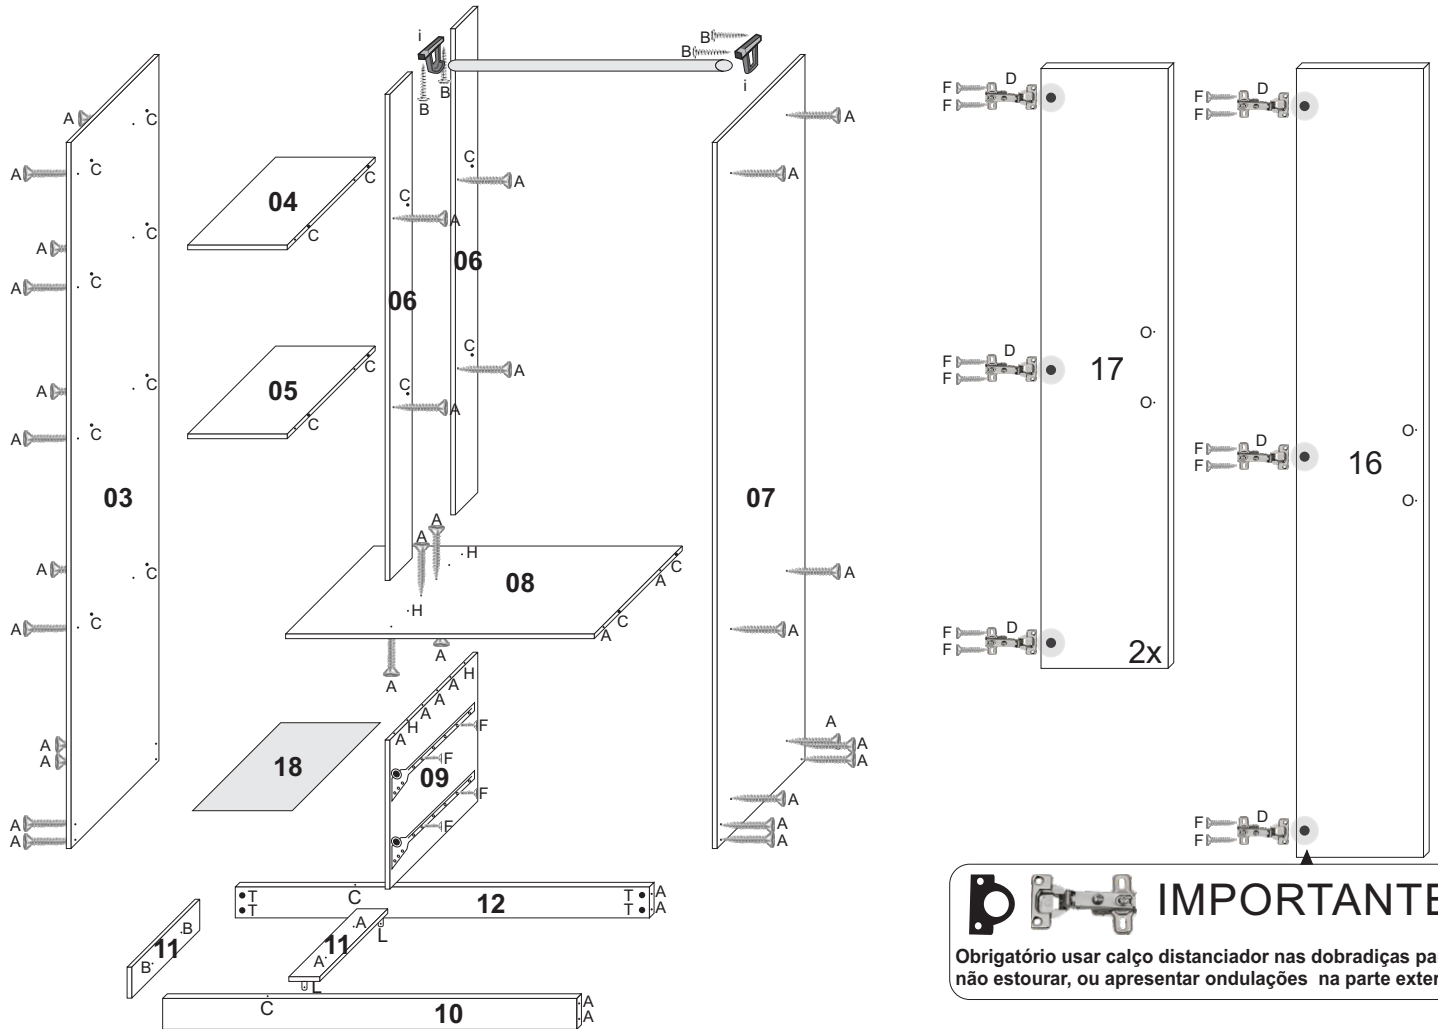 i
B
B
B
B
i
A
C
A
C
04
C
C
C
C
A
A
A
A
06
06
A
C
A
C
C
C
A
A
05
C
C
A
C
A
C
03
07
A
A
H
08
C
A
H
C
A
A
A
A
C
A
C
A
A
H
A
A
A
H
A
F
F
09
F
F
18
A
A
A
A
A
A
A
A
A
A
T
T
C
12
T
T
A
A
11
B
B
11
A
A
L
L
C
10
A
A
F
F
D
F
F
D
17
O
O
F
F
D
2x
F
F
D
F
F
D
16
O
O
F
F
D
IMPORTANTE
Obrigatório usar calço distanciador nas dobradiças pa
não estourar, ou apresentar ondulações na parte exter